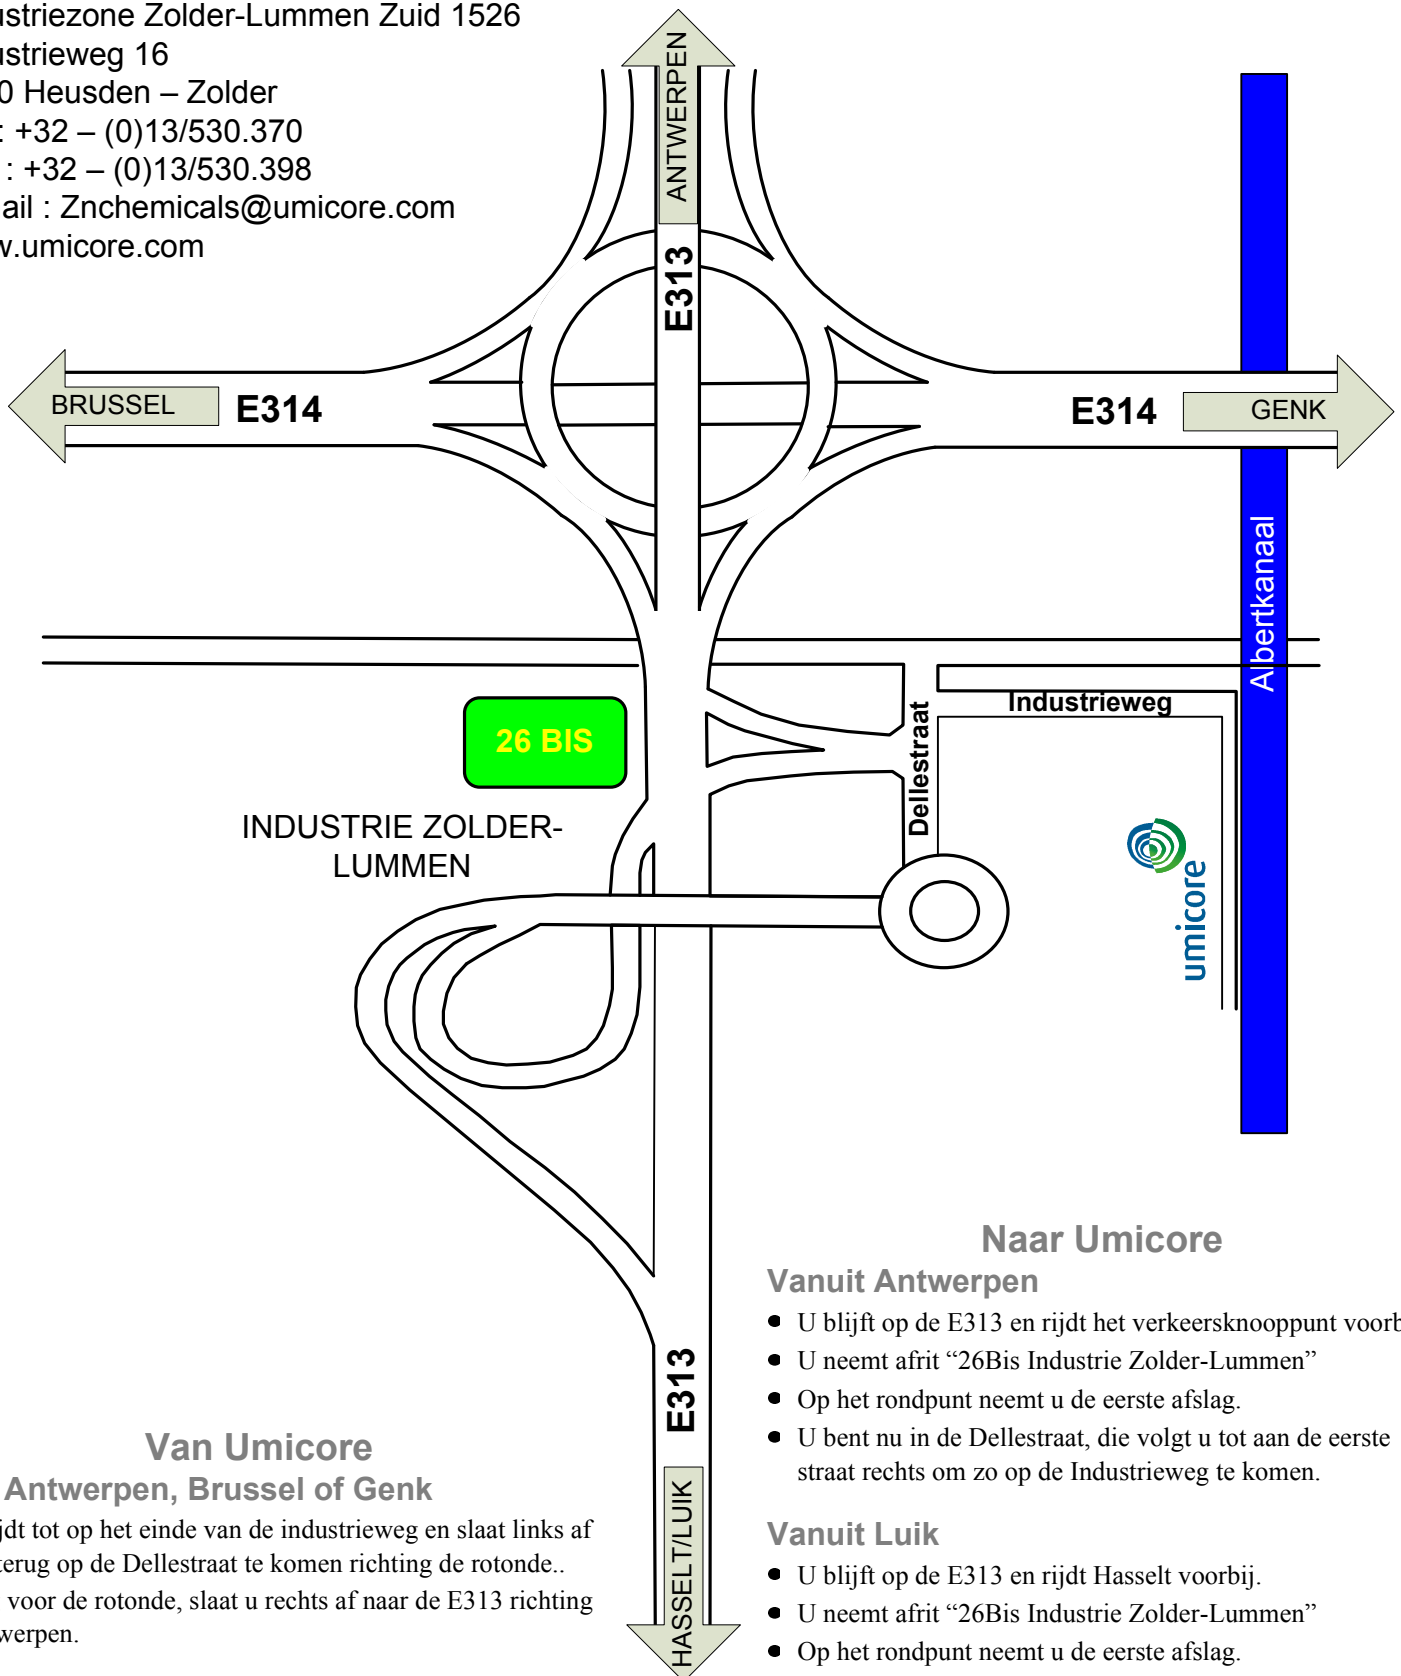 ustriezone Zolder-Lummen Zuid 1526
ustrieweg 16
0 Heusden – Zolder
: +32 – (0)13/530.370
: +32 – (0)13/530.398
ail : Znchemicals@umicore.com
w.umicore.com
ANTWERPEN
E313
BRUSSEL
E314
E314
GENK
Albertkanaal
26 BIS
INDUSTRIE ZOLDER-
LUMMEN
Dellestraat
Industrieweg
umicore
E313
HASSELT/LUIK
Naar Umicore
Vanuit Antwerpen
• U blijft op de E313 en rijdt het verkeersknooppunt voorb
• U neemt afrit “26Bis Industrie Zolder-Lummen”
• Op het rondpunt neemt u de eerste afslag.
• U bent nu in de Dellestraat, die volgt u tot aan de eerste
straat rechts om zo op de Industrieweg te komen.
Vanuit Luik
• U blijft op de E313 en rijdt Hasselt voorbij.
• U neemt afrit “26Bis Industrie Zolder-Lummen”
• Op het rondpunt neemt u de eerste afslag.
Van Umicore
Antwerpen, Brussel of Genk
jdt tot op het einde van de industrieweg en slaat links af
terug op de Dellestraat te komen richting de rotonde..
voor de rotonde, slaat u rechts af naar de E313 richting
werpen.